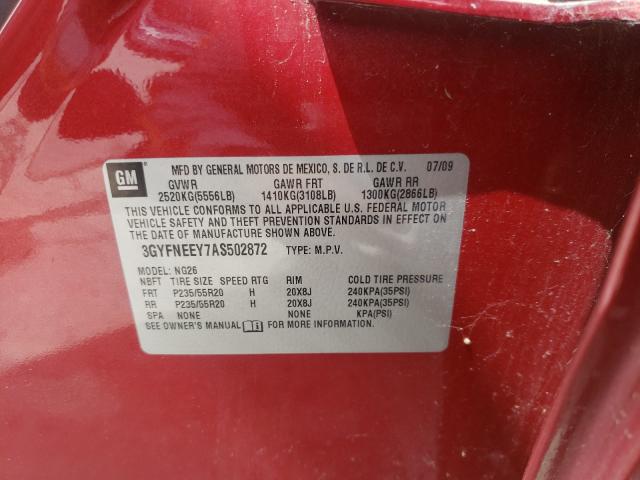 GM
MFD BY GENERAL MOTORS DE MEXICO, S. DE R.L. DE C.V. 07/09
GVWR GAWR FRT GAWR RR
2520KG(5556LB) 1410KG(3108LB) 1300KG(2866LB)
THIS VEHICLE CONFORMS TO ALL APPLICABLE U.S. FEDERAL MOTOR
VEHICLE SAFETY AND THEFT PREVENTION STANDARDS IN EFFECT ON
THE DATE OF MANUFACTURE SHOWN ABOVE.
3GYFNEEY7AS502872 TYPE: M.P.V.
MODEL: NG26
NBFT TIRE SIZE SPEED RTG RIM COLD TIRE PRESSURE
FRT P235/55R20 H 20X8J 240KPA(35PSI)
RR P235/55R20 H 20X8J 240KPA(35PSI)
SPA NONE NONE KPA(PSI)
SEE OWNER'S MANUAL FOR MORE INFORMATION.